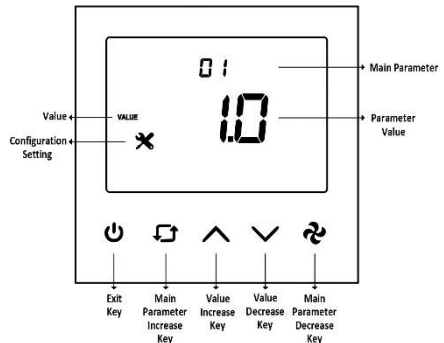 01
Main Parameter
1.0
Value
VALUE
Parameter
Value
Configuration
Setting
Exit
Key
Main
Parameter
Increase
Key
Value
Increase
Key
Value
Decrease
Key
Main
Parameter
Decrease
Key